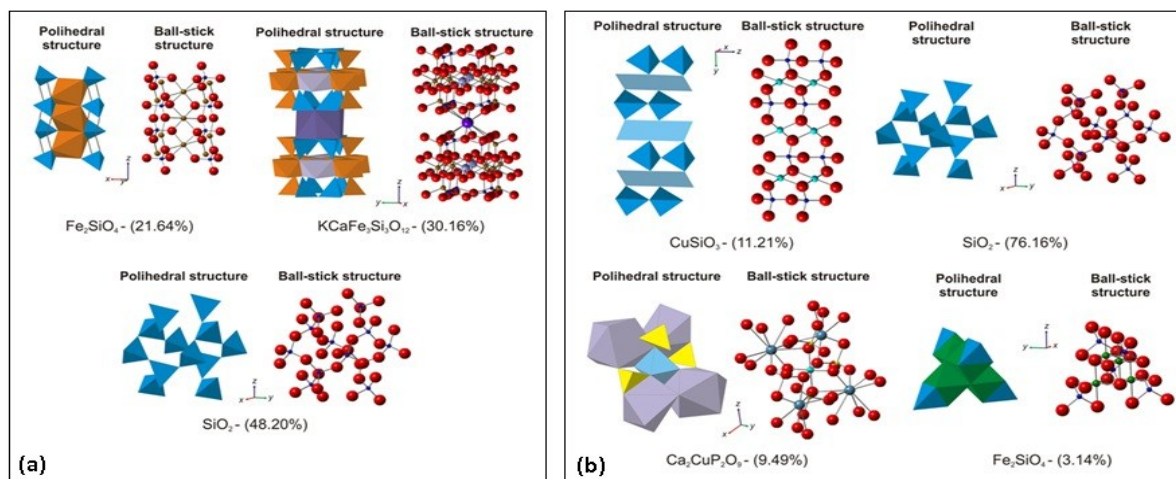 Polihedral structure
Ball-stick structure
Polihedral structure
Ball-stick structure
z
x
y
z
y
x
Fe₂SiO₄ - (21.64%)
KCaFe₃Si₃O₁₂ - (30.16%)
Polihedral structure
Ball-stick structure
z
x
y
SiO₂ - (48.20%)
(a)
Polihedral structure
Ball-stick structure
Polihedral structure
Ball-stick structure
x
z
y
z
x
y
CuSiO₃ - (11.21%)
SiO₂ - (76.16%)
Polihedral structure
Ball-stick structure
Polihedral structure
Ball-stick structure
z
x
y
z
y
x
Ca₂CuP₂O₉ - (9.49%)
Fe₂SiO₄ - (3.14%)
(b)